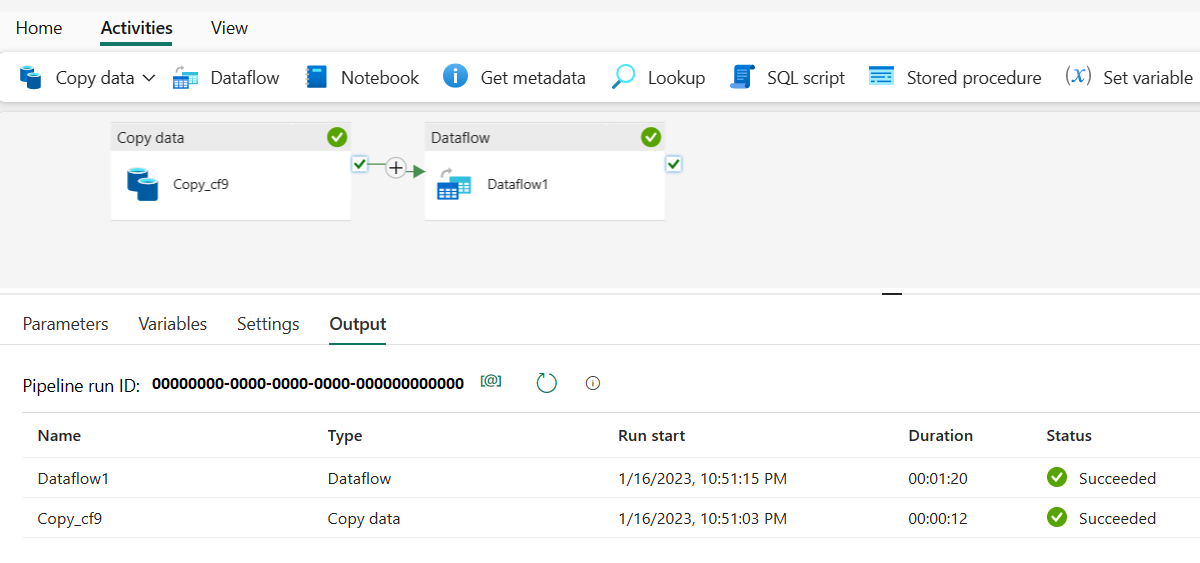 Home Activities View
Copy data Dataflow Notebook Get metadata Lookup SQL script Stored procedure (x) Set variable
Copy data Dataflow
Copy_cf9 Dataflow1
Parameters Variables Settings Output
Pipeline run ID: 00000000-0000-0000-0000-000000000000 [@]
Name Type Run start Duration Status
Dataflow1 Dataflow 1/16/2023, 10:51:15 PM 00:01:20 Succeeded
Copy_cf9 Copy data 1/16/2023, 10:51:03 PM 00:00:12 Succeeded